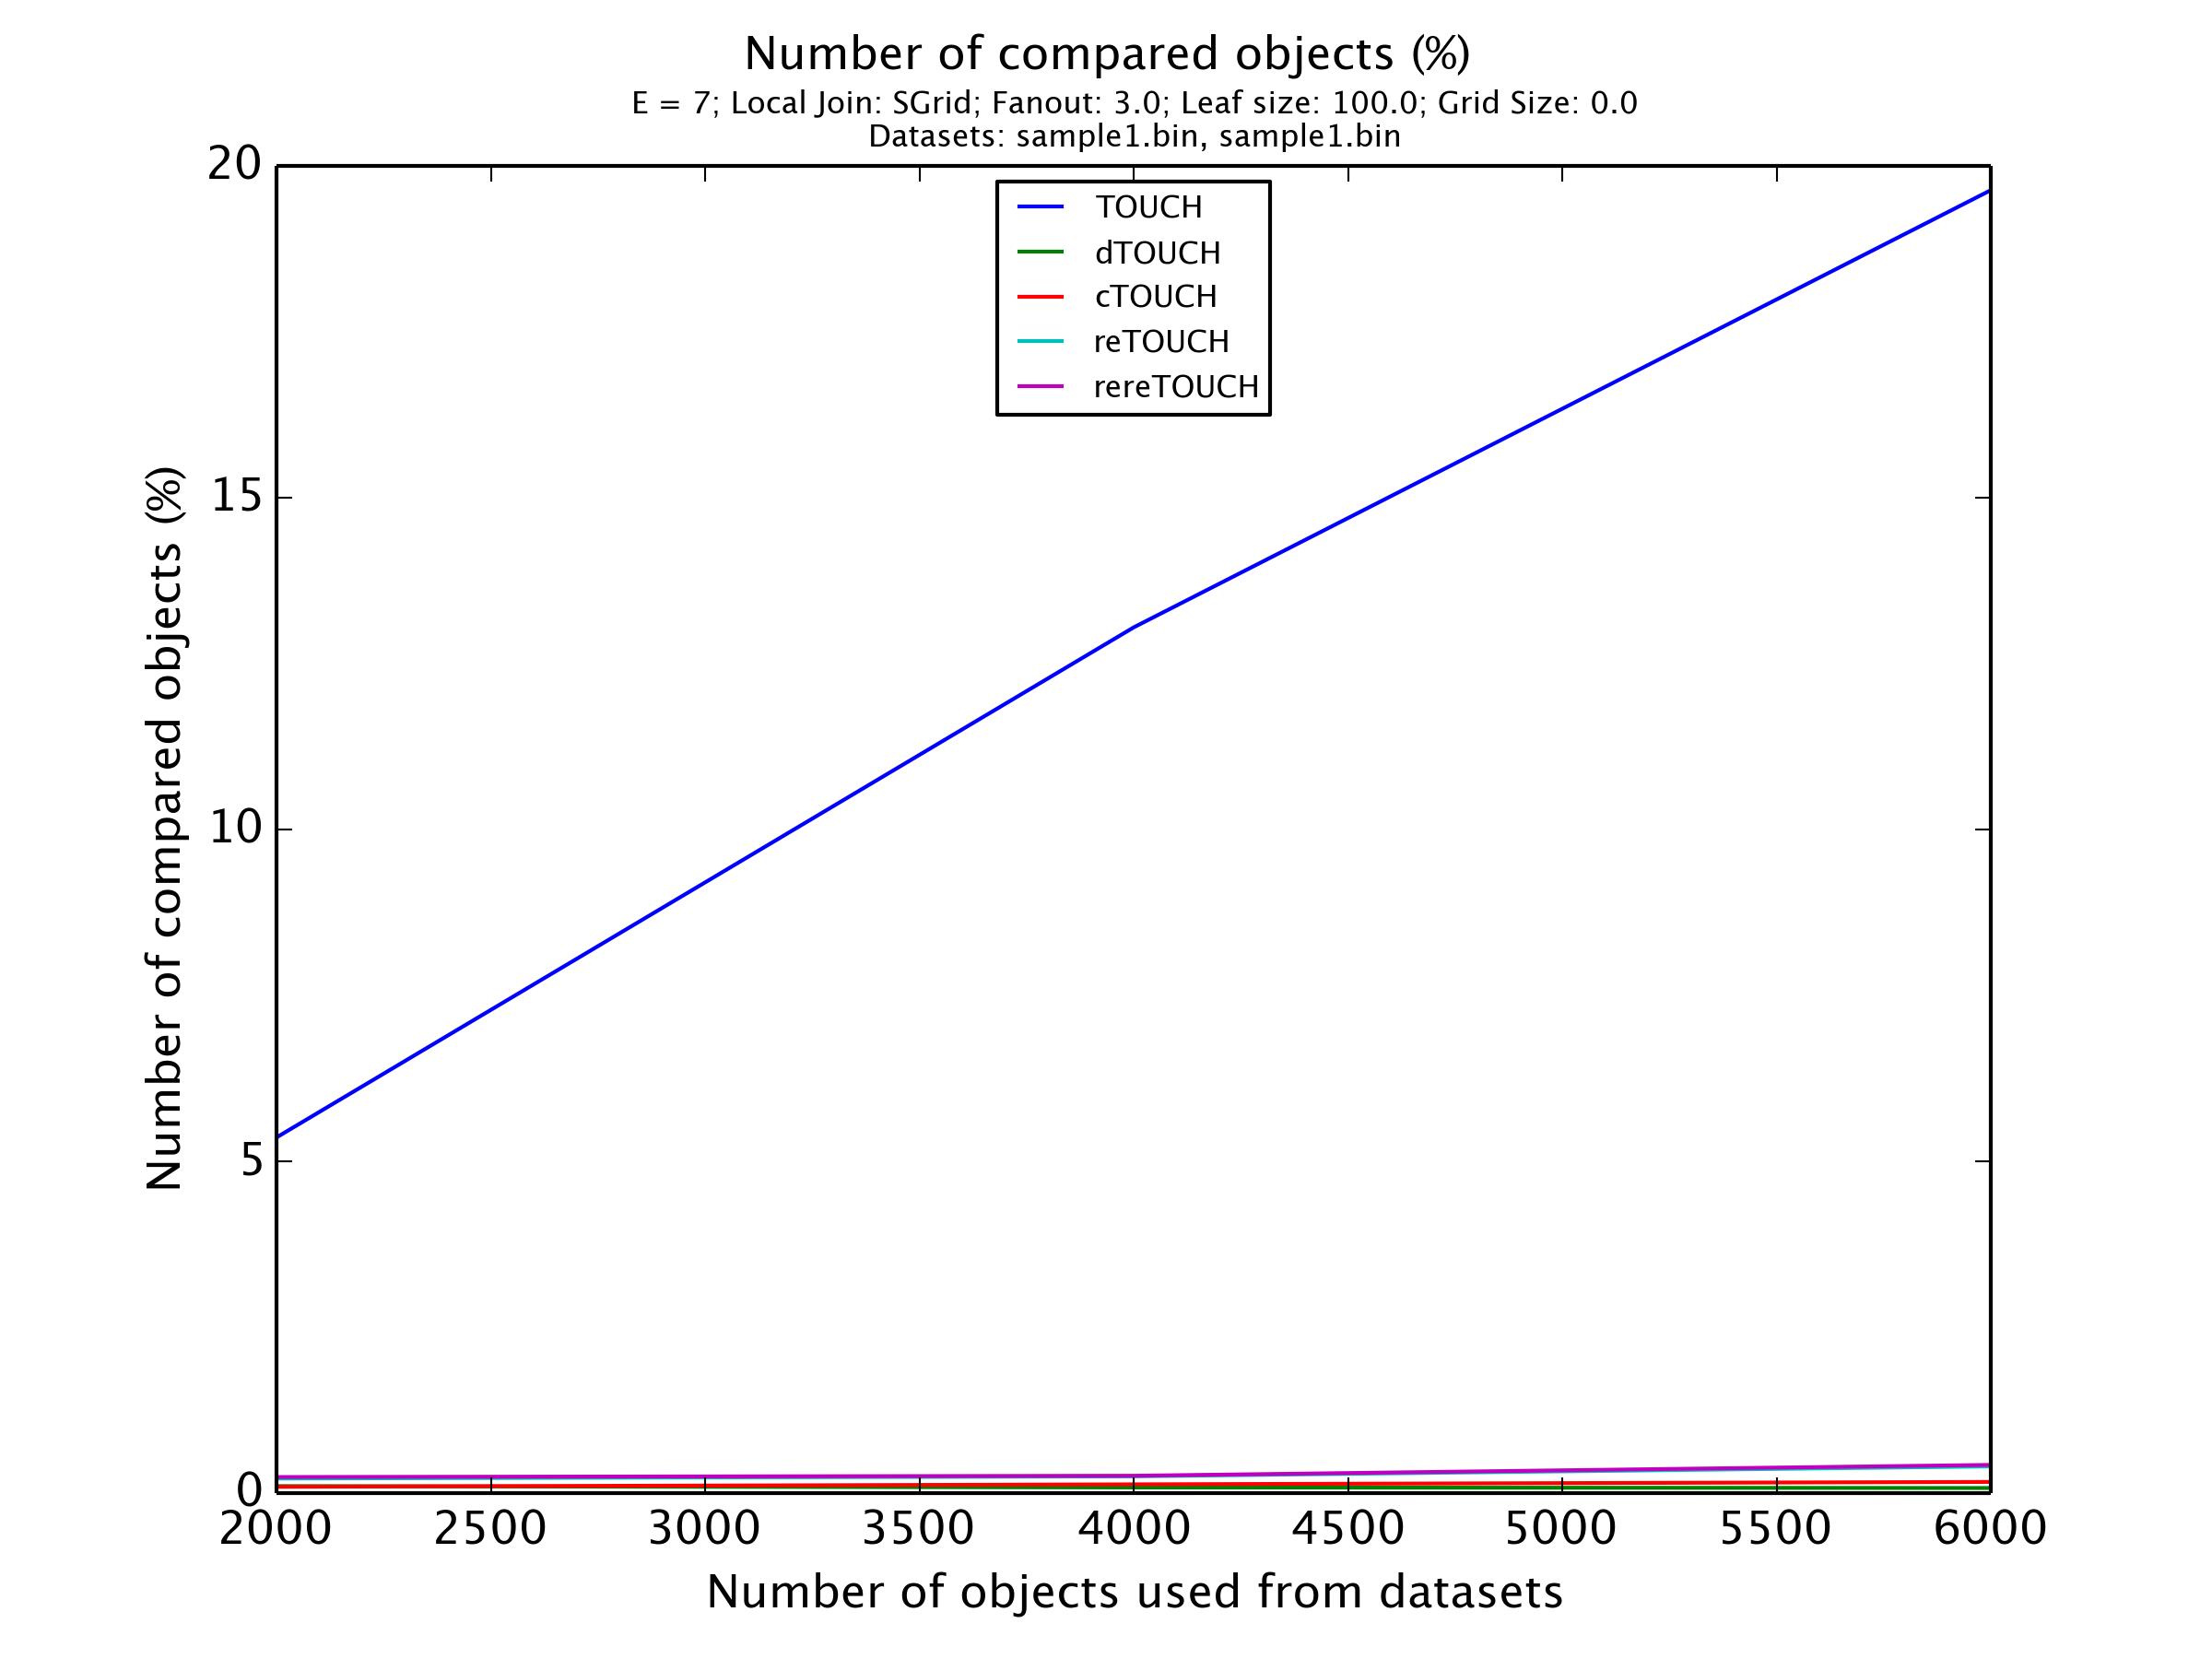 Number of compared objects (%)
E = 7; Local Join: SGrid; Fanout: 3.0; Leaf size: 100.0; Grid Size: 0.0
Datasets: sample1.bin, sample1.bin
TOUCH
dTOUCH
cTOUCH
reTOUCH
rereTOUCH
Number of compared objects (%)
20
15
10
5
0
2000 2500 3000 3500 4000 4500 5000 5500 6000
Number of objects used from datasets